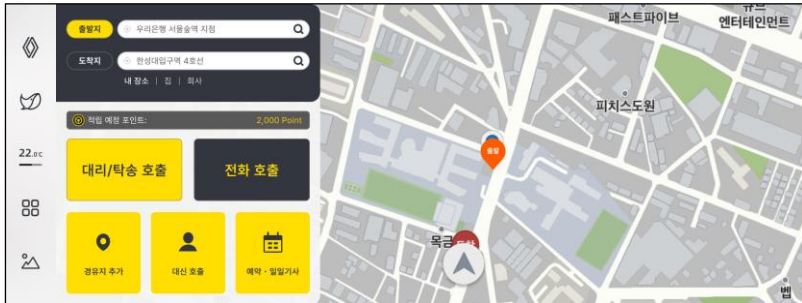 출발지 우리은행 서울숲역 지점
도착지 한성대입구역 4호선
내 장소 | 집 | 회사
22.0℃
적립 예정 포인트: 2,000 Point
대리/탁송 호출
전화 호출
경유지 추가
대신 호출
예약 · 일일기사
패스트파이브
큐브
엔터테인먼트
피치스도원
출발
목금
벱